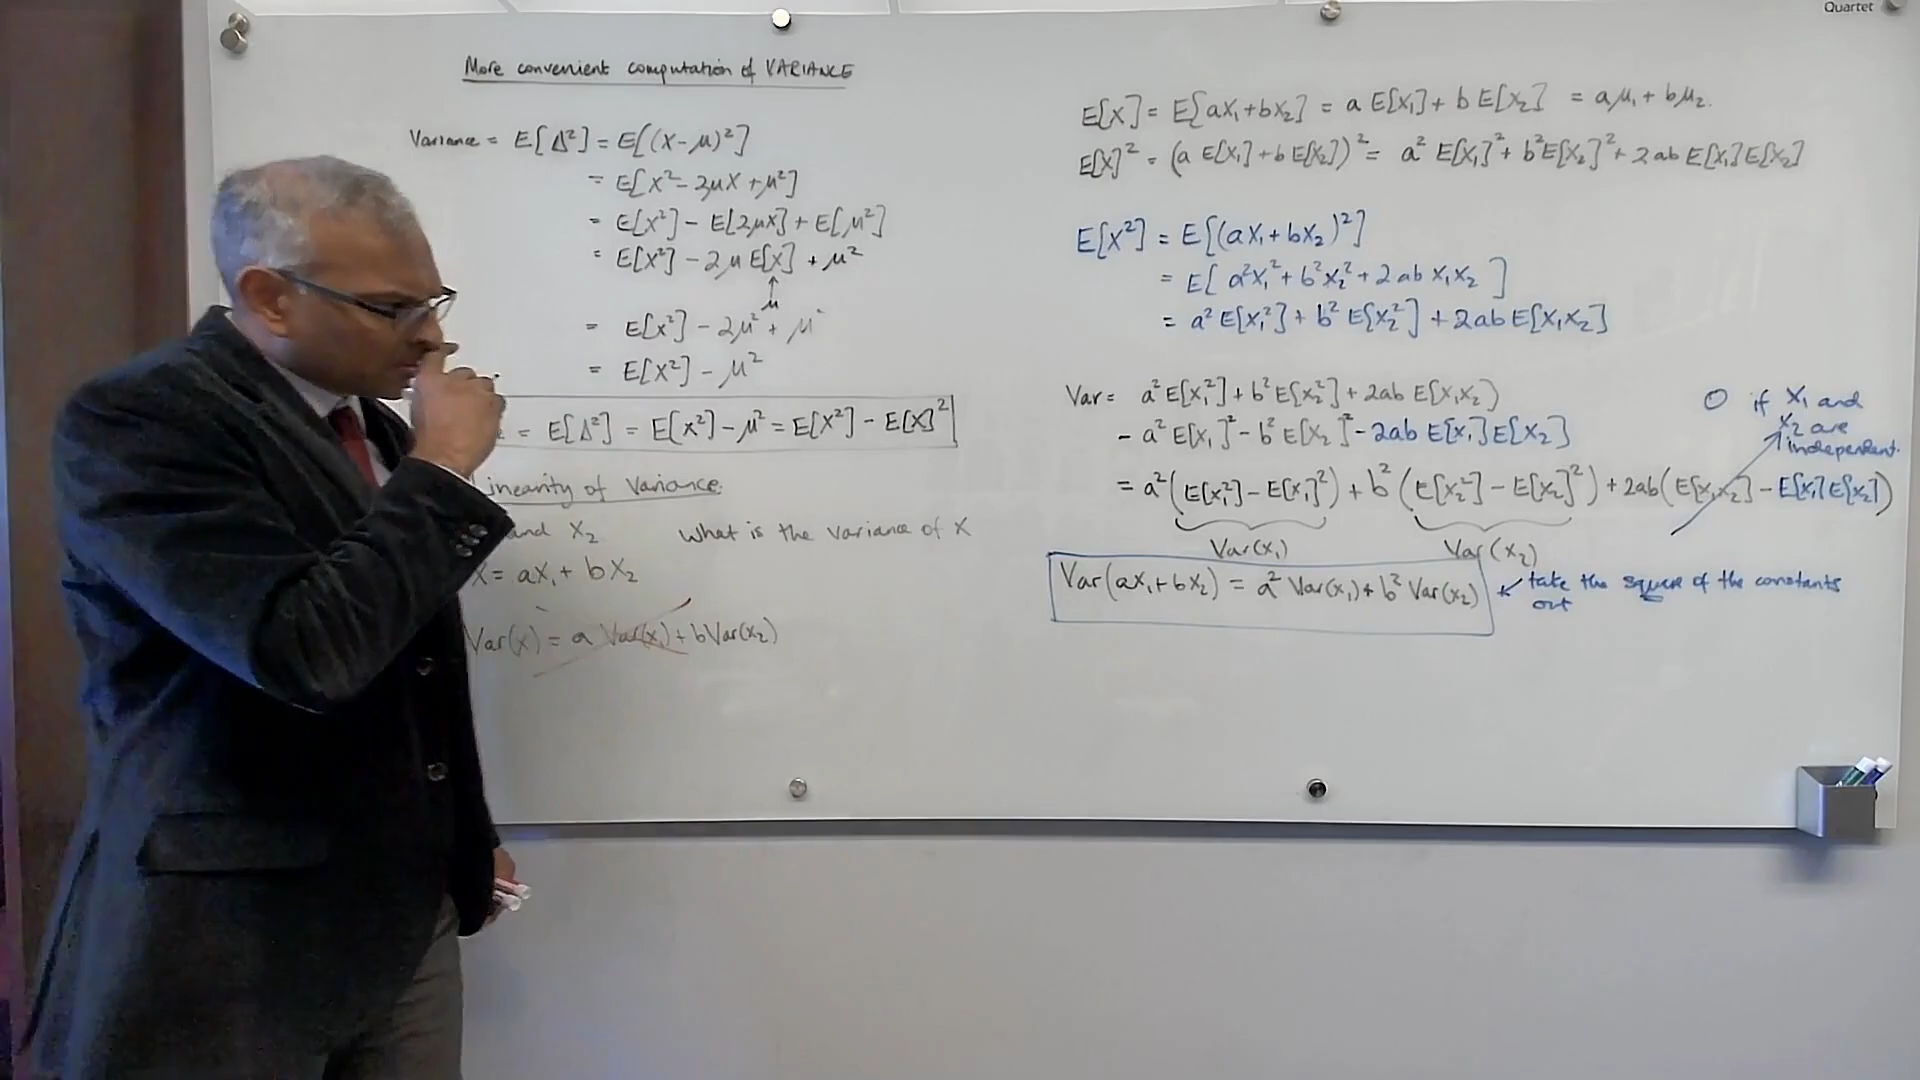 Quartet
More convenient computation of VARIANCE
Variance = E[Δ²] = E[(X-μ)²]
= E[X² - 2μX + μ²]
= E[X²] - E[2μX] + E[μ²]
= E[X²] - 2μ E[X] + μ²
↑
μ
= E[X²] - 2μ² + μ²
= E[X²] - μ²
= E[Δ²] = E[X²] - μ² = E[X²] - E[X]²
inearity of Variance
and X₂ What is the variance of X
X = aX₁ + bX₂
Var(X) = a Var(X) + b Var(X₂)
E[X] = E[aX₁ + bX₂] = a E[X₁] + b E[X₂] = aμ₁ + bμ₂.
E[X]² = (a E[X₁] + b E[X₂])² = a² E[X₁]² + b² E[X₂]² + 2ab E[X₁]E[X₂]
E[X²] = E[(aX₁ + bX₂)²]
= E[a²X₁² + b²X₂² + 2ab X₁X₂]
= a² E[X₁²] + b² E[X₂²] + 2ab E[X₁X₂]
Var = a² E[X₁²] + b² E[X₂²] + 2ab E[X₁X₂]
- a² E[X₁]² - b² E[X₂]² - 2ab E[X₁]E[X₂]
= a² (E[X₁²] - E[X₁]²) + b² (E[X₂²] - E[X₂]²) + 2ab (E[X₁X₂] - E[X₁]E[X₂])
0 if X₁ and
X₂ are
independent.
Var(X₁) Var(X₂)
Var(aX₁ + bX₂) = a² Var(X₁) + b² Var(X₂)
← take the square of the constants
out